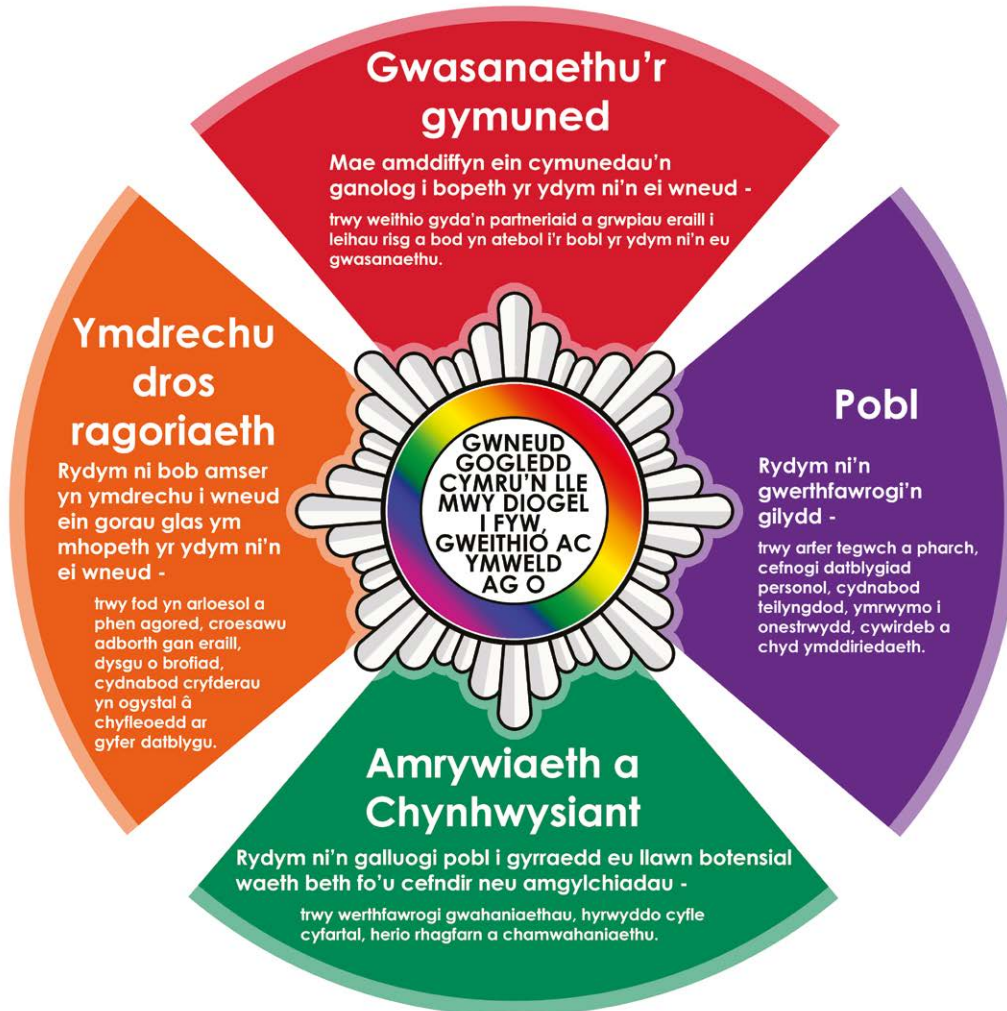 Gwasanaethu'r
gymuned
Mae amddiffyn ein cymunedau'n
ganolog i bopeth yr ydym ni'n ei wneud -
trwy weithio gyda'n partneriaid a grwpiau eraill i
leihau risg a bod yn atebol i'r bobl yr ydym ni'n eu
gwasanaethu.
Ymdrechu
dros
ragoriaeth
Rydym ni bob amser
yn ymdrechu i wneud
ein gorau glas ym
mhopeth yr ydym ni'n
ei wneud -
trwy fod yn arloesol a
phen agored, croesawu
adborth gan eraill,
dysgu o brofiad,
cydnabod cryfderau
yn ogystal â
chyfleoedd ar
gyfer datblygu.
GWNEUD
GOGLEDD
CYMRU'N LLE
MWY DIOGEL
I FYW,
GWEITHIO AC
YMWELD
AG O
Pobl
Rydym ni'n
gwerthfawrogi'n
gilydd -
trwy arfer tegwch a pharch,
cefnogi datblygiad
personol, cydnabod
teilyngdod, ymrwymo i
onestrwydd, cywirdeb a
chyd ymddiriedaeth.
Amrywiaeth a
Chynhwysiant
Rydym ni'n galluogi pobl i gyrraedd eu llawn botensial
waeth beth fo'u cefndir neu amgylchiadau -
trwy werthfawrogi gwahaniaethau, hyrwyddo cyfle
cyfartal, herio rhagfarn a chamwahaniaethu.